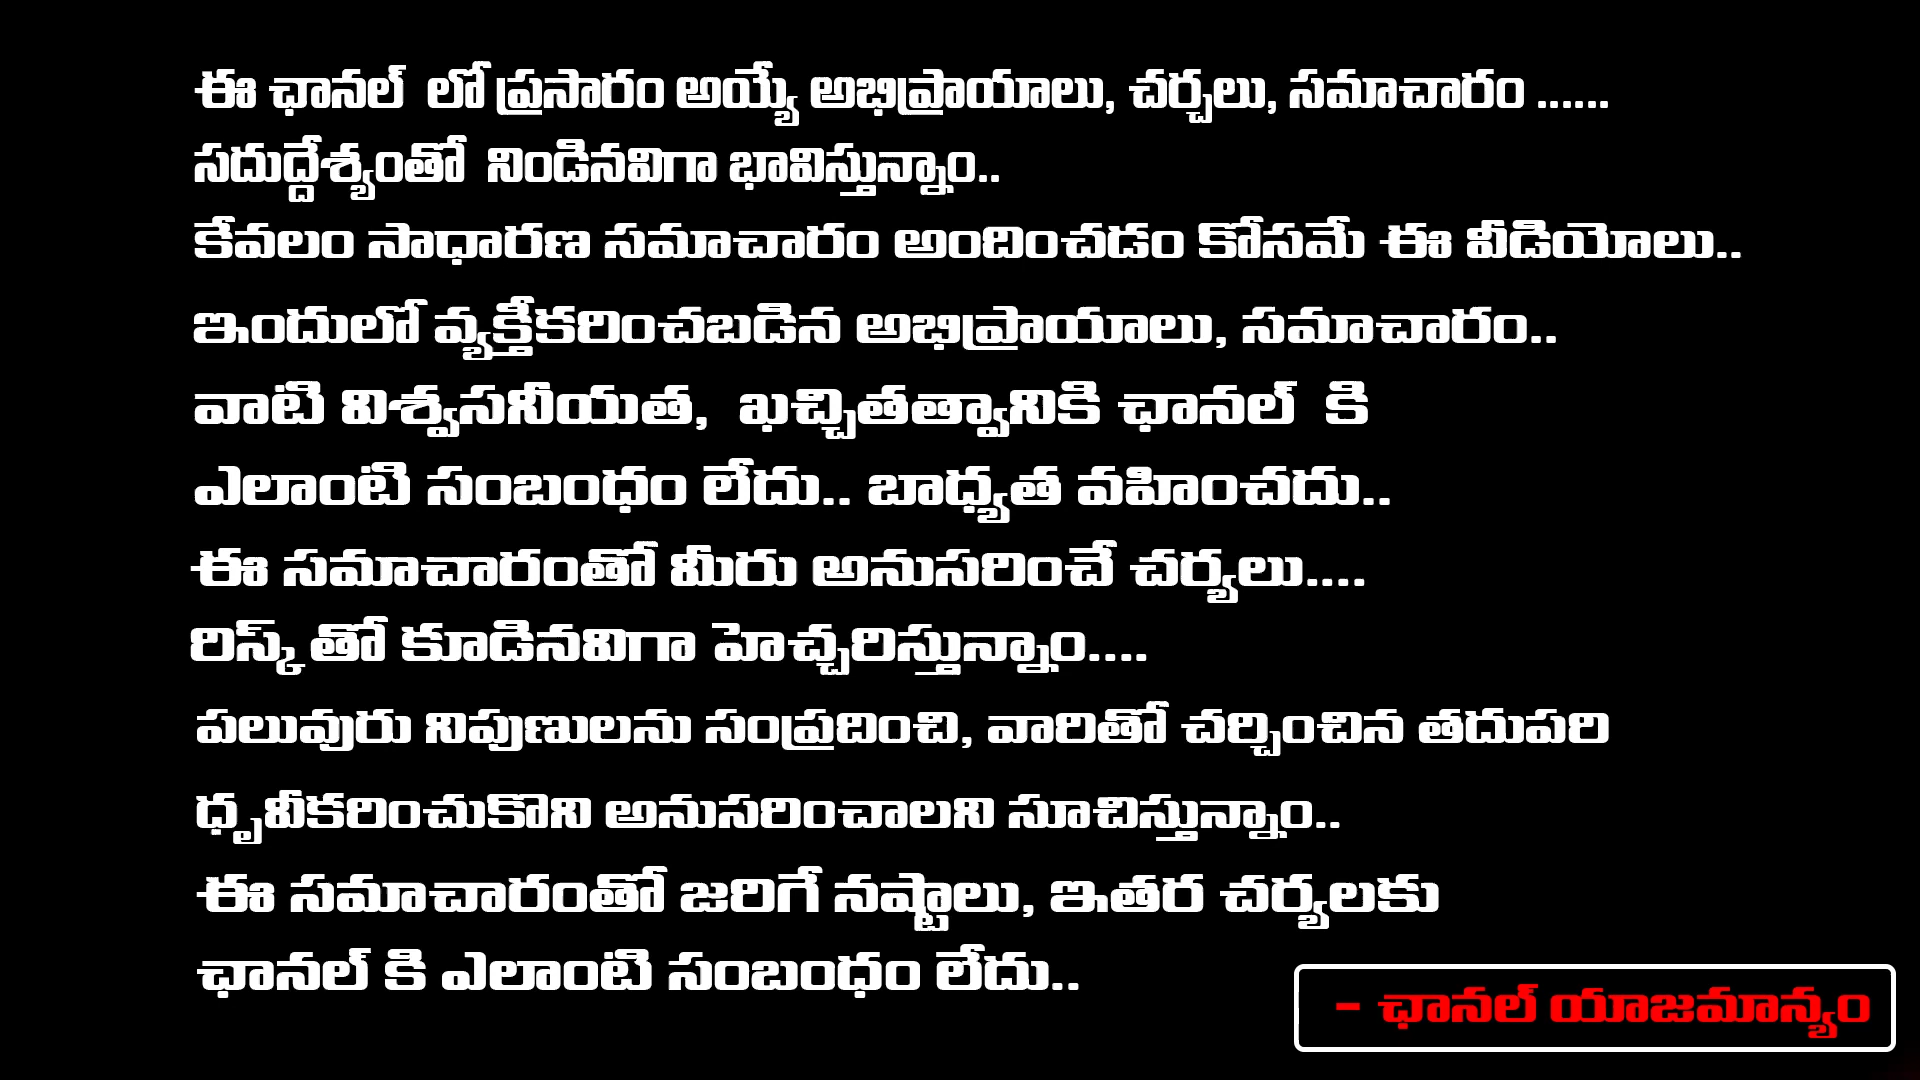 ఈ ఛానల్ లో ప్రసారం అయ్యే అభిప్రాయాలు, చర్చలు, సమాచారం ......
సదుద్దేశ్యంతో నిండినవిగా భావిస్తున్నాం..
కేవలం సాధారణ సమాచారం అందించడం కోసమే ఈ వీడియోలు..
ఇందులో వ్యక్తీకరించబడిన అభిప్రాయాలు, సమాచారం..
వాటి విశ్వసనీయత, ఖచ్చితత్వానికి ఛానల్ కి
ఎలాంటి సంబంధం లేదు.. బాధ్యత వహించదు..
ఈ సమాచారంతో మీరు అనుసరించే చర్యలు....
రిస్క్ తో కూడినవిగా హెచ్చరిస్తున్నాం....
పలువురు నిపుణులను సంప్రదించి, వారితో చర్చించిన తదుపరి
ధృవీకరించుకొని అనుసరించాలని సూచిస్తున్నాం..
ఈ సమాచారంతో జరిగే నష్టాలు, ఇతర చర్యలకు
ఛానల్ కి ఎలాంటి సంబంధం లేదు..
- ఛానల్ యాజమాన్యం